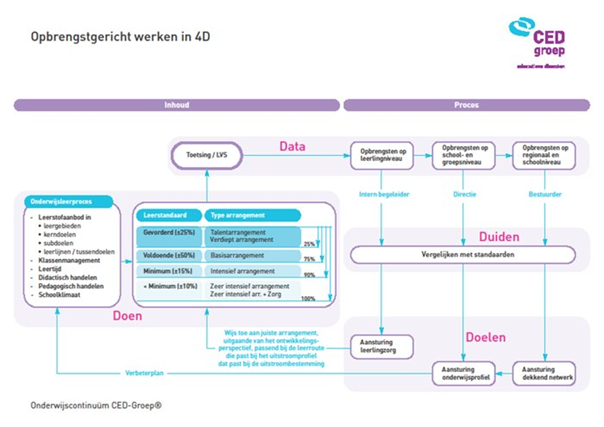 Opbrengstgericht werken in 4D
CED
groep
Inhoud
Proces
Data
Toetsing / LVS
Opbrengsten op
leerlingniveau
Opbrengsten op
school- en
groepsniveau
Opbrengsten op
regionaal en
schoolniveau
Intern begeleider
Directie
Bestuurder
Onderwijsleerproces
- Leerstofaanbod in
• leergebieden
• kerndoelen
• subdoelen
• leerlijnen / tussendoelen
- Klassenmanagement
- Leertijd
- Didactisch handelen
- Pedagogisch handelen
- Schoolklimaat
Leerstandaard
Type arrangement
Gevorderd (±25%)
Talentarrangement
Verdiept arrangement
25%
Voldoende (±50%)
Basisarrangement
75%
Minimum (±15%)
Intensief arrangement
90%
< Minimum (±10%)
Zeer intensief arrangement
Zeer intensief arr. + Zorg
100%
Doen
Duiden
Vergelijken met standaarden
Doelen
Wijs toe aan juiste arrangement,
uitgaande van het ontwikkelings-
perspectief, passend bij de leerroute
die past bij het uitstroomprofiel
dat past bij de uitstroombestemming
Aansturing
leerlingzorg
Verbeterplan
Aansturing
onderwijsprofiel
Aansturing
dekkend netwerk
Onderwijscontinuüm CED-Groep®